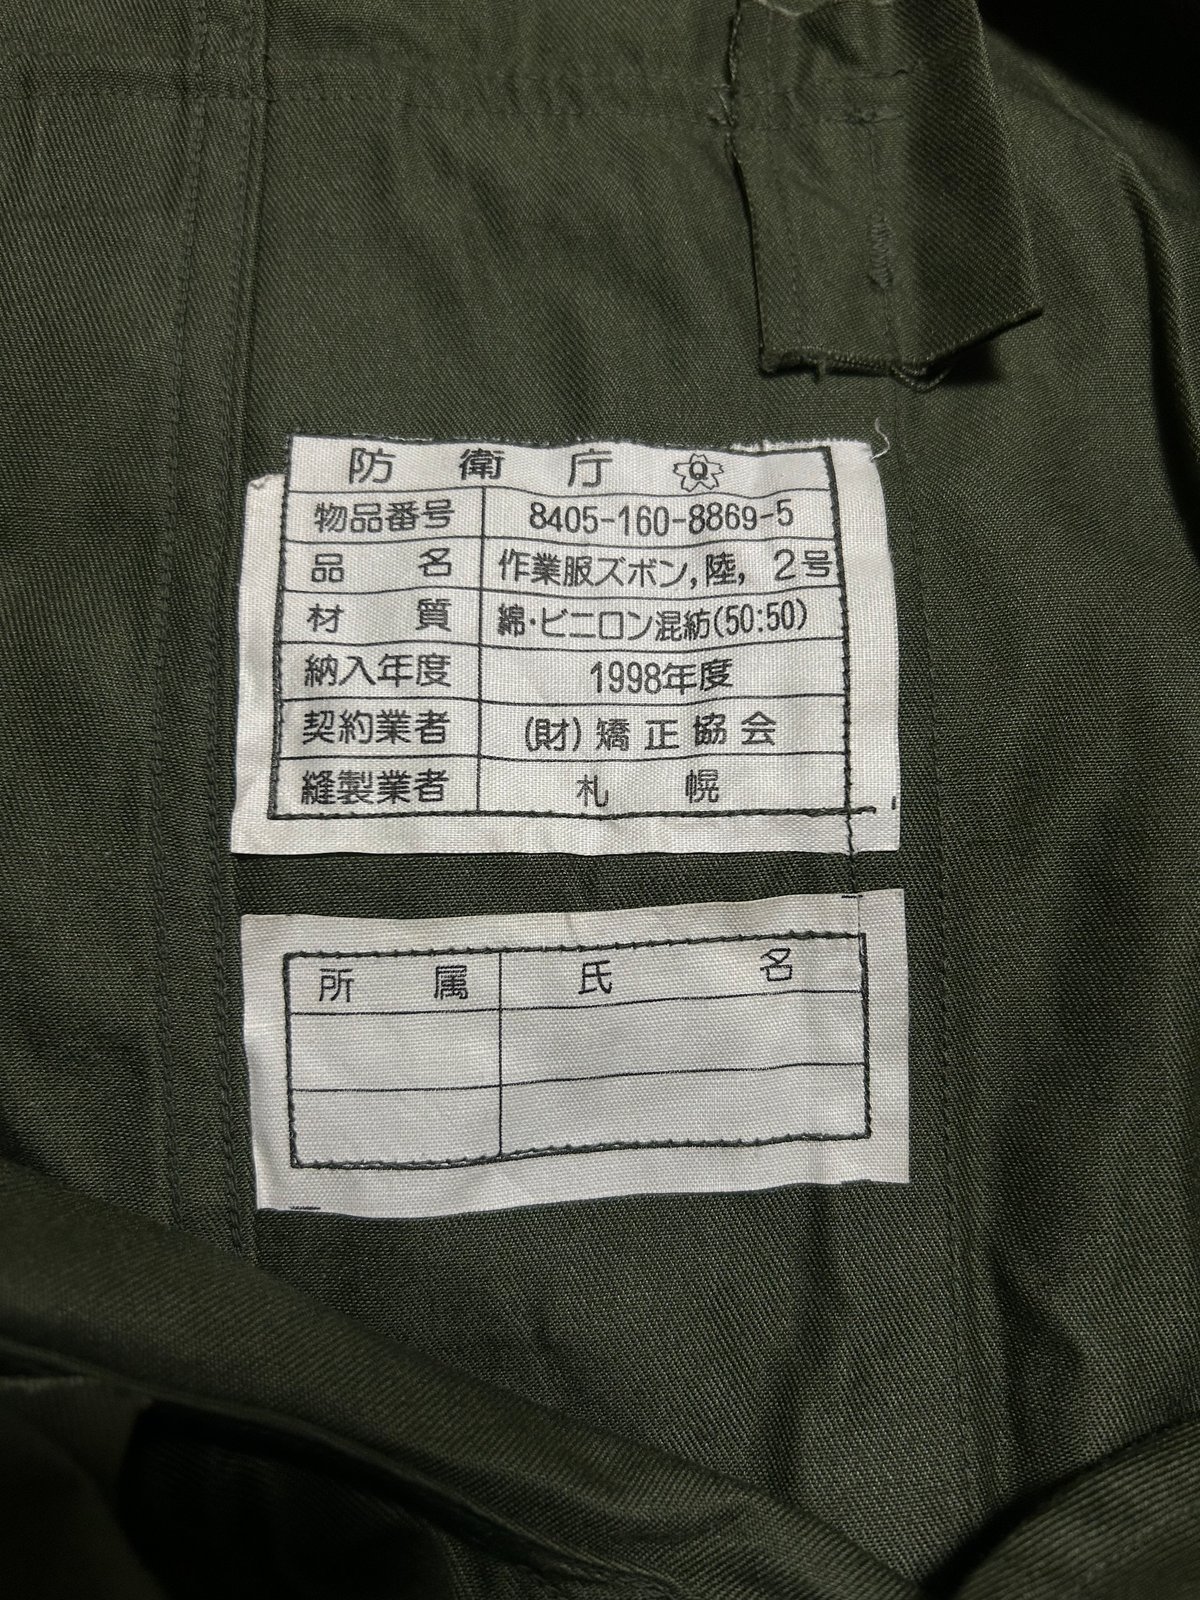 防衛庁 Q
物品番号 8405-160-8869-5
品名 作業服ズボン,陸,2号
材質 綿・ビニロン混紡(50:50)
納入年度 1998年度
契約業者 (財)矯正協会
縫製業者 札幌
所属 氏名